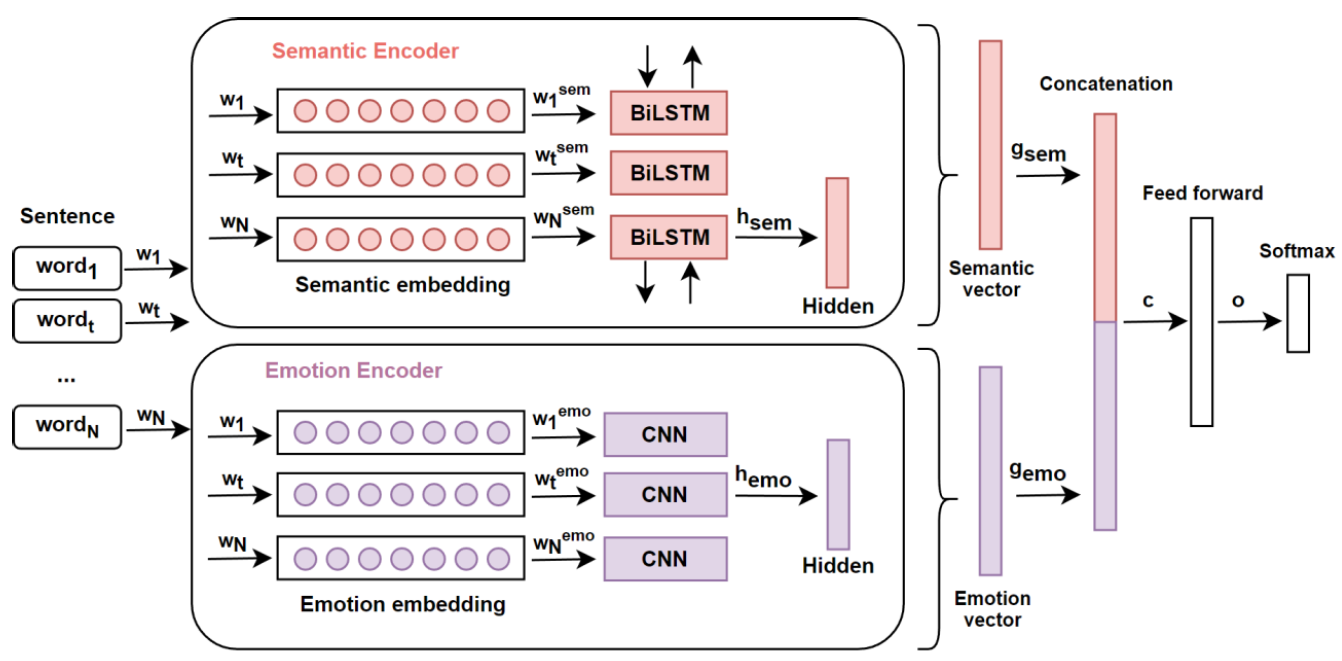 Sentence
word1
w1
wordt
wt
...
wordN
wN
Semantic Encoder
w1
w1sem
BiLSTM
wt
wtsem
BiLSTM
wN
wNsem
BiLSTM
hsem
Semantic embedding
Hidden
Emotion Encoder
w1
w1emo
CNN
wt
wtemo
CNN
hemo
wN
wNemo
CNN
Emotion embedding
Hidden
Semantic
vector
gsem
Emotion
vector
gemo
Concatenation
c
Feed forward
o
Softmax